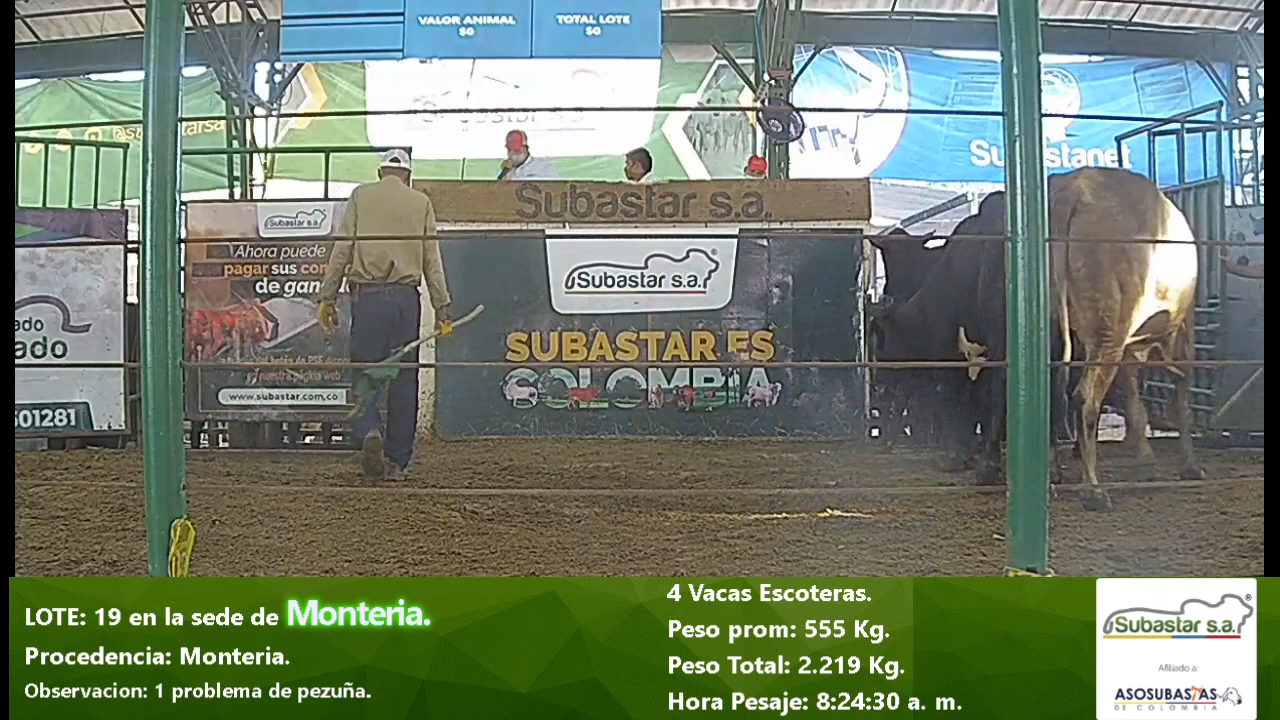 VALOR ANIMAL
$0
TOTAL LOTE
$0
Subastar s.a.
Subastar s.a.
Subastar s.a.
Ahora puede
pagar sus
de
www.subastar.com.co
ado
do
501281
SUBASTAR ES
COLOMBIA
LOTE: 19 en la sede de Monteria.
Procedencia: Monteria.
Observacion: 1 problema de pezuña.
4 Vacas Escoteras.
Peso prom: 555 Kg.
Peso Total: 2.219 Kg.
Hora Pesaje: 8:24:30 a. m.
Subastar s.a.
Afiliado a:
ASOSUBASTAS
DE COLOMBIA